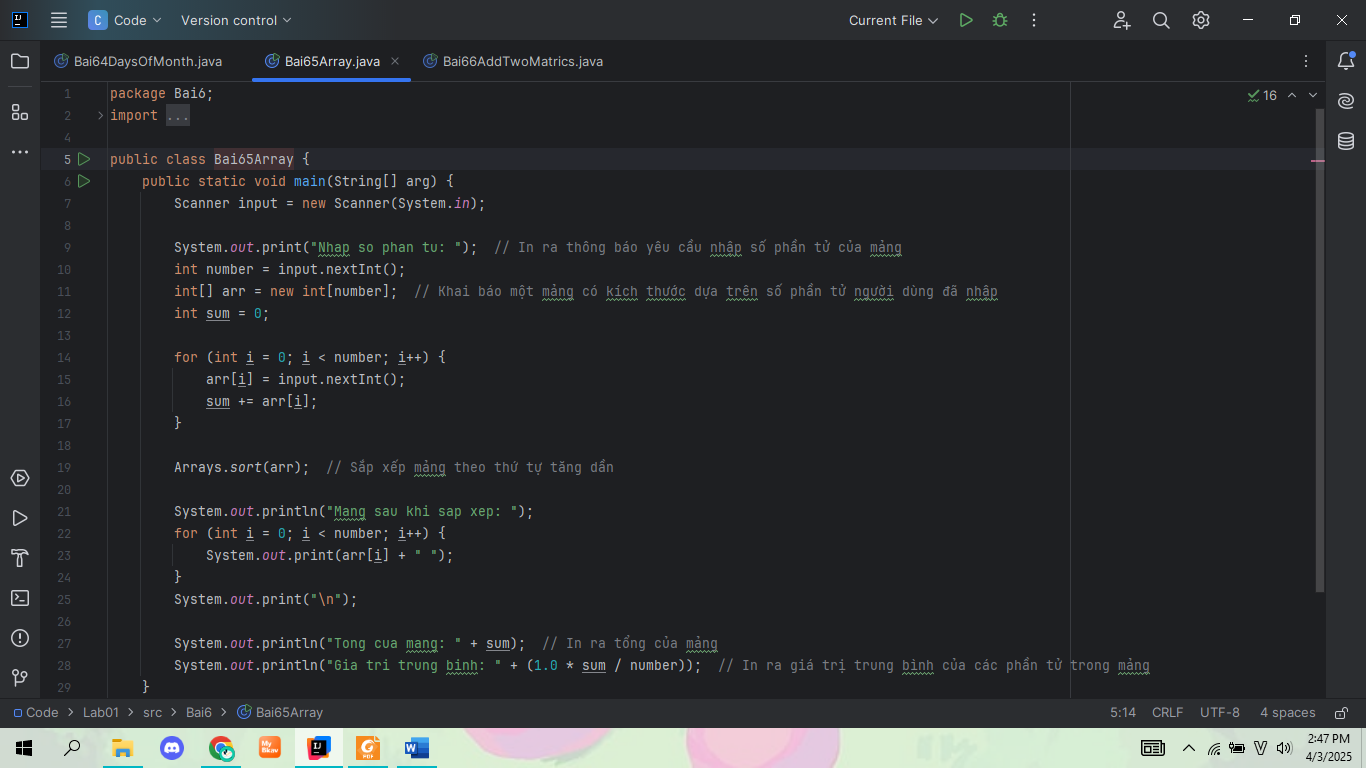 C Code Version control Current File
Bai64DaysOfMonth.java Bai65Array.java Bai66AddTwoMatrics.java
1 package Bai6;
2 import ...
4
5 public class Bai65Array {
6 public static void main(String[] arg) {
7 Scanner input = new Scanner(System.in);
8
9 System.out.print("Nhap so phan tu: "); // In ra thông báo yêu cầu nhập số phần tử của mảng
10 int number = input.nextInt();
11 int[] arr = new int[number]; // Khai báo một mảng có kích thước dựa trên số phần tử người dùng đã nhập
12 int sum = 0;
13
14 for (int i = 0; i < number; i++) {
15 arr[i] = input.nextInt();
16 sum += arr[i];
17 }
18
19 Arrays.sort(arr); // Sắp xếp mảng theo thứ tự tăng dần
20
21 System.out.println("Mang sau khi sap xep: ");
22 for (int i = 0; i < number; i++) {
23 System.out.print(arr[i] + " ");
24 }
25 System.out.print("\n");
26
27 System.out.println("Tong cua mang: " + sum); // In ra tổng của mảng
28 System.out.println("Gia tri trung binh: " + (1.0 * sum / number)); // In ra giá trị trung bình của các phần tử trong mảng
29 }
16
Code > Lab01 > src > Bai6 > Bai65Array 5:14 CRLF UTF-8 4 spaces
My Bkav
PDF
2:47 PM
4/3/2025